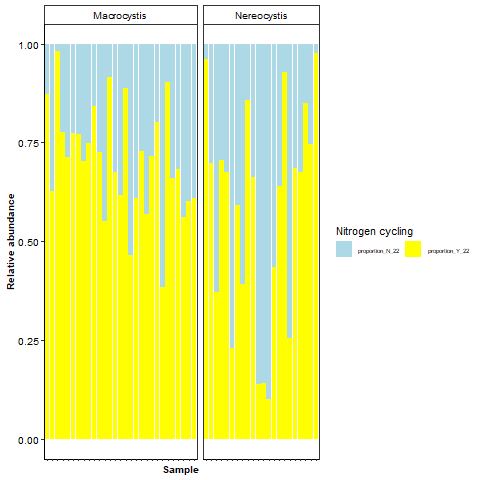 Macrocystis
Nereocystis
1.00
0.75
0.50
0.25
0.00
Relative abundance
Sample
Nitrogen cycling
proportion_N_22
proportion_Y_22